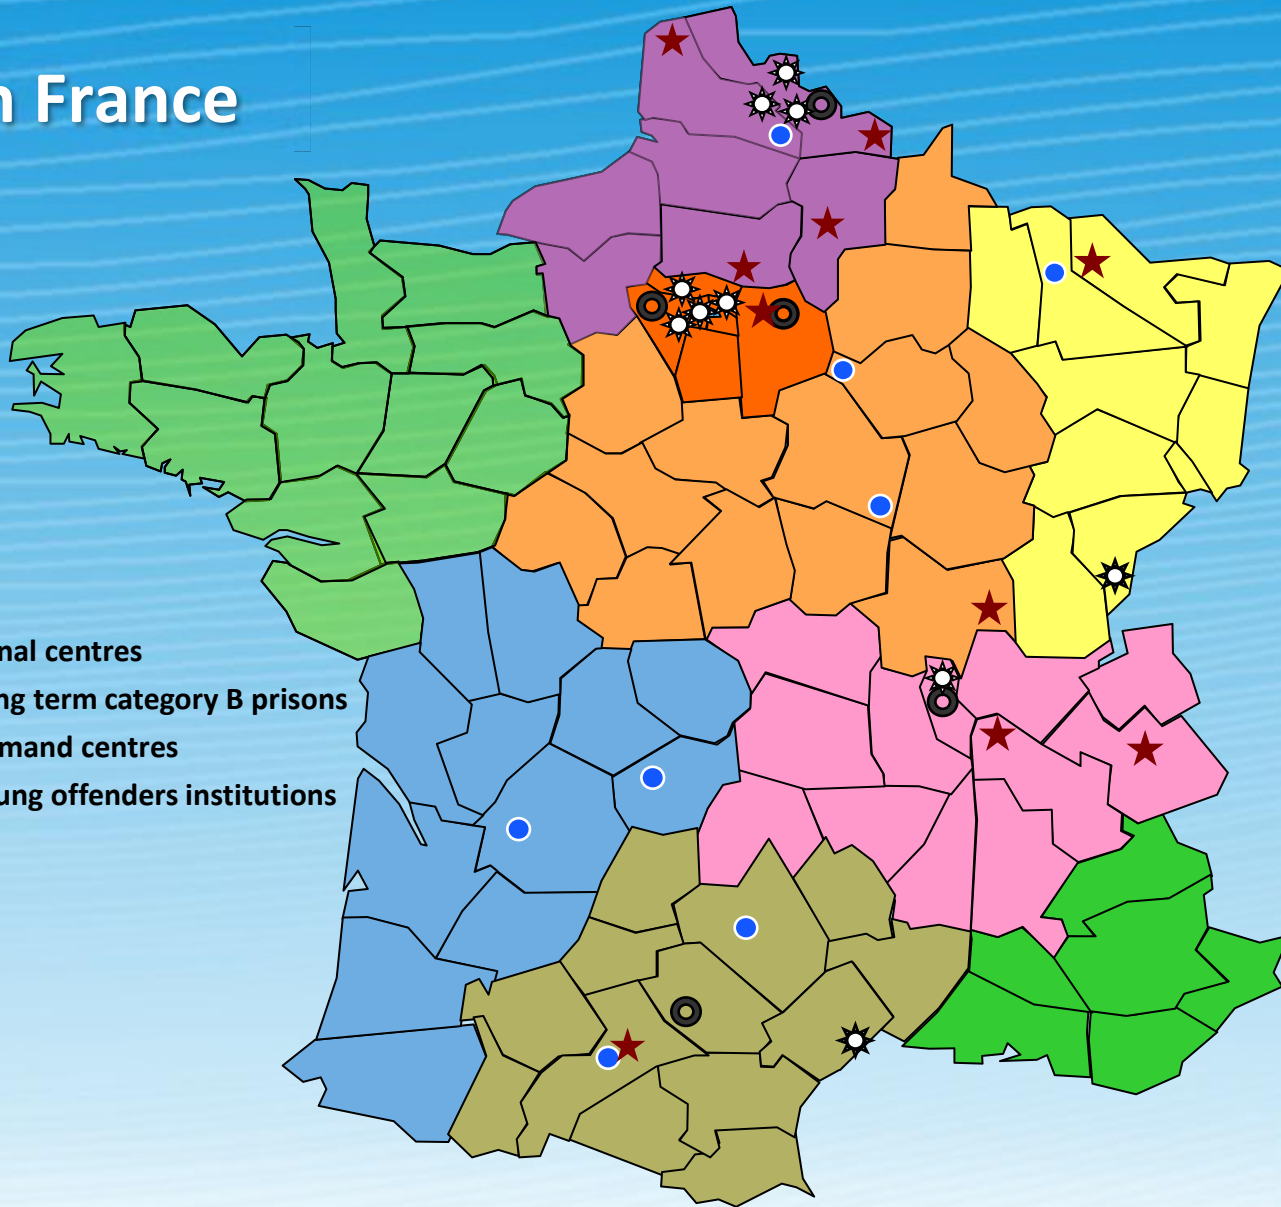 n France
nal centres
ng term category B prisons
mand centres
ung offenders institutions